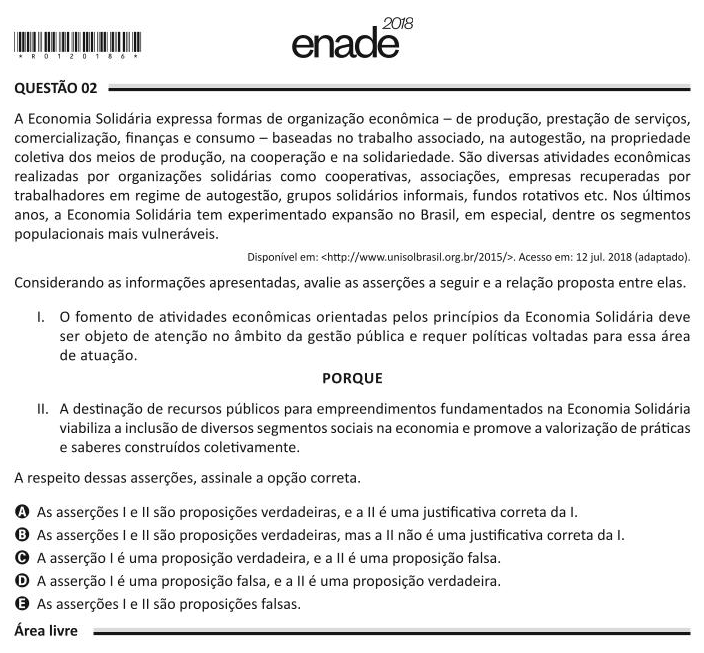 enade 2018
* R 0 1 2 0 1 8 6 *
QUESTÃO 02
A Economia Solidária expressa formas de organização econômica – de produção, prestação de serviços,
comercialização, finanças e consumo – baseadas no trabalho associado, na autogestão, na propriedade
coletiva dos meios de produção, na cooperação e na solidariedade. São diversas atividades econômicas
realizadas por organizações solidárias como cooperativas, associações, empresas recuperadas por
trabalhadores em regime de autogestão, grupos solidários informais, fundos rotativos etc. Nos últimos
anos, a Economia Solidária tem experimentado expansão no Brasil, em especial, dentre os segmentos
populacionais mais vulneráveis.
Disponível em: <http://www.unisolbrasil.org.br/2015/>. Acesso em: 12 jul. 2018 (adaptado).
Considerando as informações apresentadas, avalie as asserções a seguir e a relação proposta entre elas.
I. O fomento de atividades econômicas orientadas pelos princípios da Economia Solidária deve
ser objeto de atenção no âmbito da gestão pública e requer políticas voltadas para essa área
de atuação.
PORQUE
II. A destinação de recursos públicos para empreendimentos fundamentados na Economia Solidária
viabiliza a inclusão de diversos segmentos sociais na economia e promove a valorização de práticas
e saberes construídos coletivamente.
A respeito dessas asserções, assinale a opção correta.
A As asserções I e II são proposições verdadeiras, e a II é uma justificativa correta da I.
B As asserções I e II são proposições verdadeiras, mas a II não é uma justificativa correta da I.
C A asserção I é uma proposição verdadeira, e a II é uma proposição falsa.
D A asserção I é uma proposição falsa, e a II é uma proposição verdadeira.
E As asserções I e II são proposições falsas.
Área livre